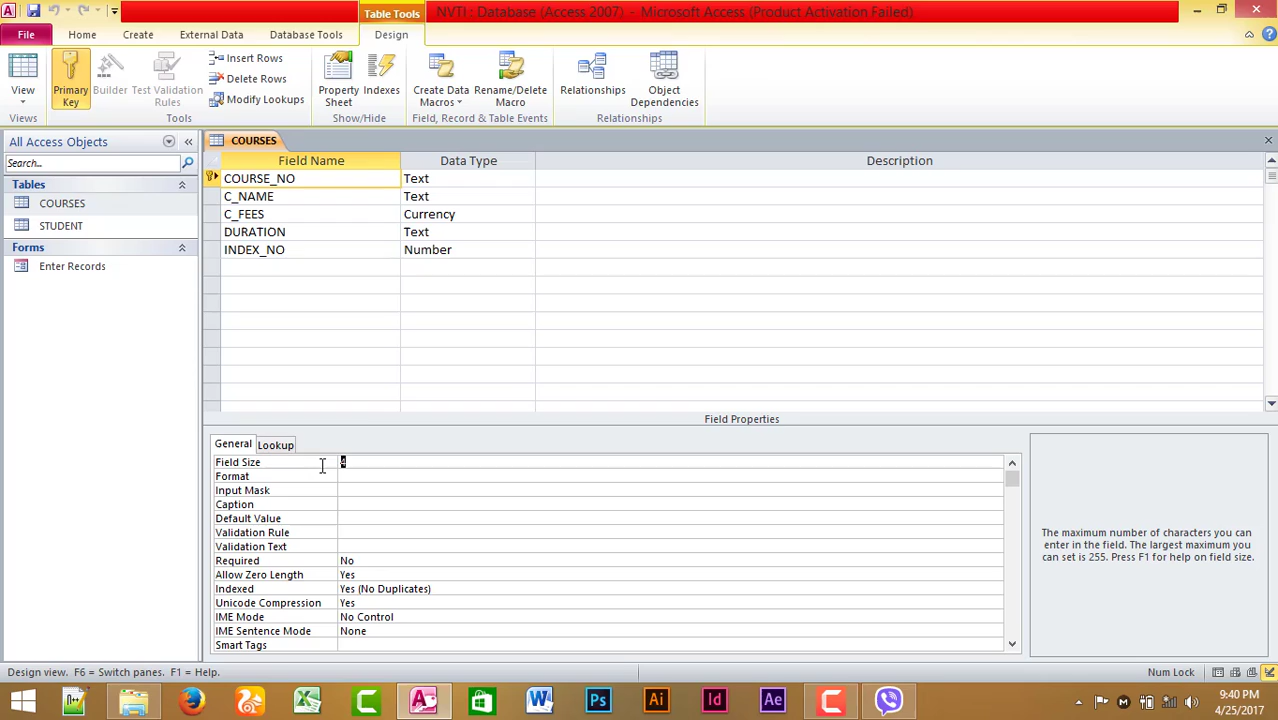 Table Tools
NVTI : Database (Access 2007) - Microsoft Access (Product Activation Failed)
File Home Create External Data Database Tools Design
View
Primary Key
Builder
Test Validation Rules
Insert Rows
Delete Rows
Modify Lookups
Property Sheet
Indexes
Create Data Macros
Rename/Delete Macro
Relationships
Object Dependencies
Views Tools Show/Hide Field, Record & Table Events Relationships
All Access Objects
Search...
Tables
COURSES
STUDENT
Forms
Enter Records
COURSES
Field Name Data Type Description
COURSE_NO Text
C_NAME Text
C_FEES Currency
DURATION Text
INDEX_NO Number
Field Properties
General Lookup
Field Size 4
Format
Input Mask
Caption
Default Value
Validation Rule
Validation Text
Required No
Allow Zero Length Yes
Indexed Yes (No Duplicates)
Unicode Compression Yes
IME Mode No Control
IME Sentence Mode None
Smart Tags
The maximum number of characters you
can enter in the field. The largest maximum you
can set is 255. Press F1 for help on field size.
Design view. F6 = Switch panes. F1 = Help.
Num Lock
9:40 PM
4/25/2017